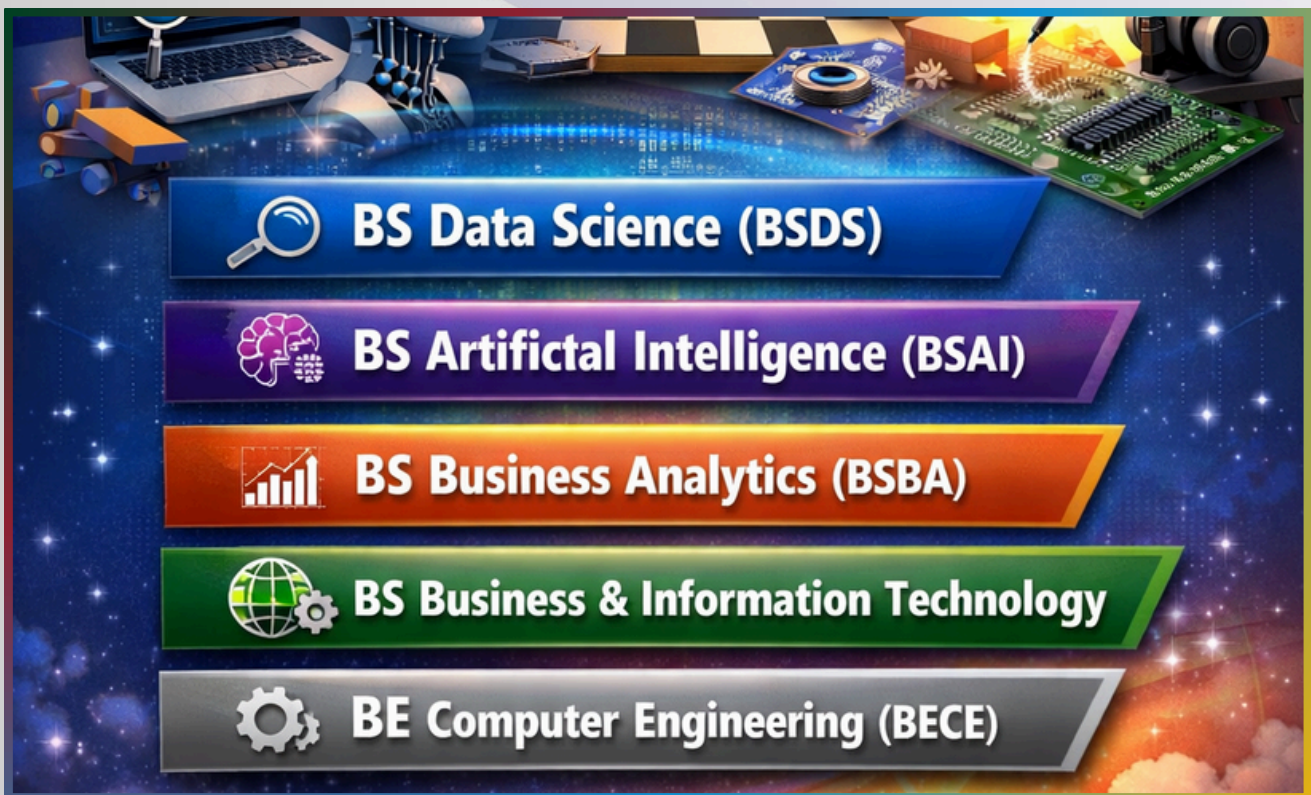 BS Data Science (BSDS)
BS Artifictal Intelligence (BSAI)
BS Business Analytics (BSBA)
BS Business & Information Technology
BE Computer Engineering (BECE)